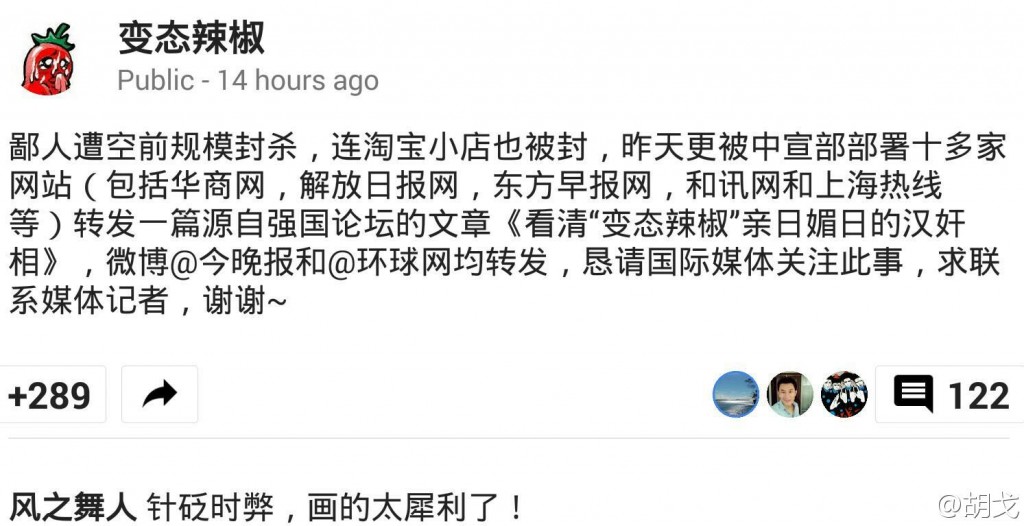 变态辣椒
Public - 14 hours ago
鄙人遭空前规模封杀，连淘宝小店也被封，昨天更被中宣部部署十多家
网站（包括华商网，解放日报网，东方早报网，和讯网和上海热线
等）转发一篇源自强国论坛的文章《看清“变态辣椒”亲日媚日的汉奸
相》，微博@今晚报和@环球网均转发，恳请国际媒体关注此事，求联
系媒体记者，谢谢~
+289
122
风之舞人 针砭时弊，画的太犀利了！
@胡戈